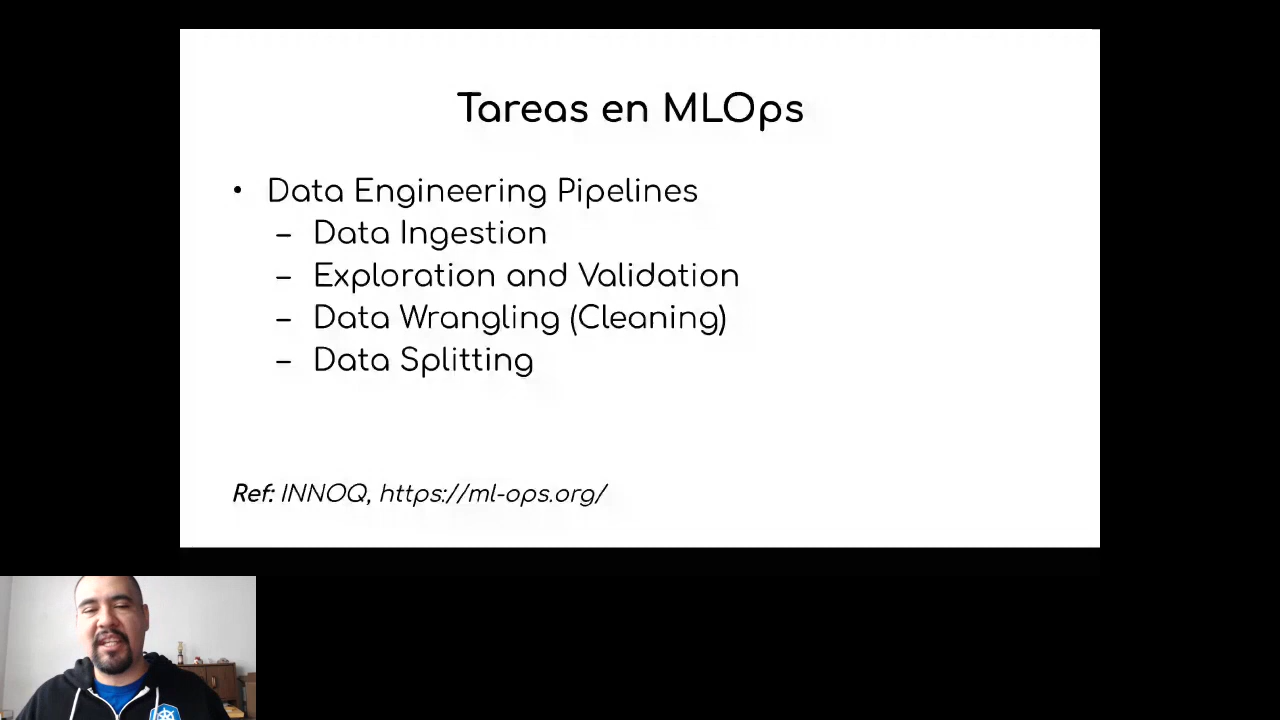 Tareas en MLOps
• Data Engineering Pipelines
– Data Ingestion
– Exploration and Validation
– Data Wrangling (Cleaning)
– Data Splitting
Ref: INNOQ, https://ml-ops.org/